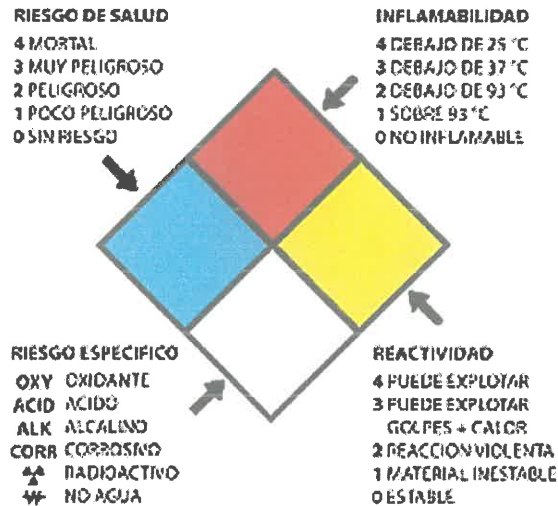 RIESGO DE SALUD
4 MORTAL
3 MUY PELIGROSO
2 PELIGROSO
1 POCO PELIGROSO
0 SIN RIESGO
INFLAMABILIDAD
4 DEBAJO DE 25 °C
3 DEBAJO DE 37 °C
2 DEBAJO DE 93 °C
1 SOBRE 93 °C
0 NO INFLAMABLE
RIESGO ESPECIFICO
OXY OXIDANTE
ACID ACIDO
ALK ALCALINO
CORR CORROSIVO
RADIOACTIVO
W NO AGUA
REACTIVIDAD
4 PUEDE EXPLOTAR
3 PUEDE EXPLOTAR
GOLPES + CALOR
2 REACCION VIOLENTA
1 MATERIAL INESTABLE
0 ESTABLE